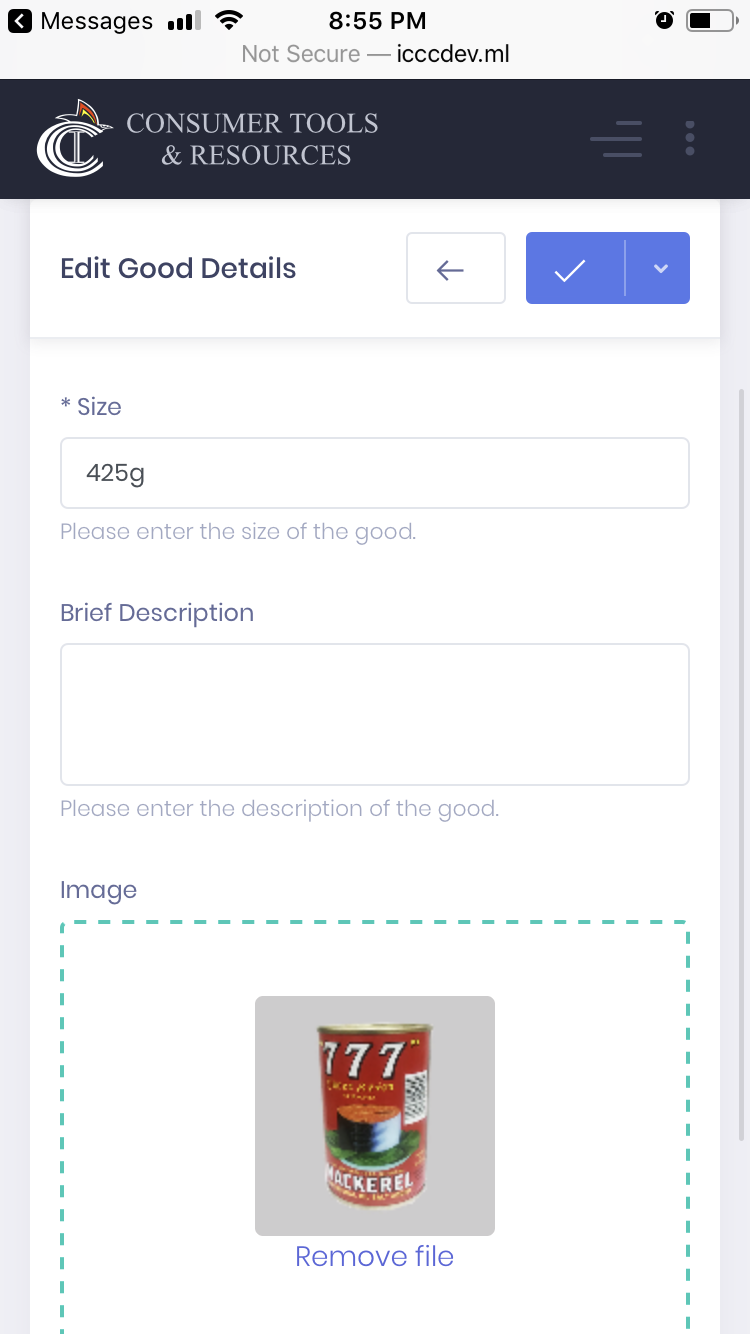 Messages
8:55 PM
Not Secure — icccdev.ml
CONSUMER TOOLS
& RESOURCES
Edit Good Details
* Size
425g
Please enter the size of the good.
Brief Description
Please enter the description of the good.
Image
777
MACKEREL
Remove file